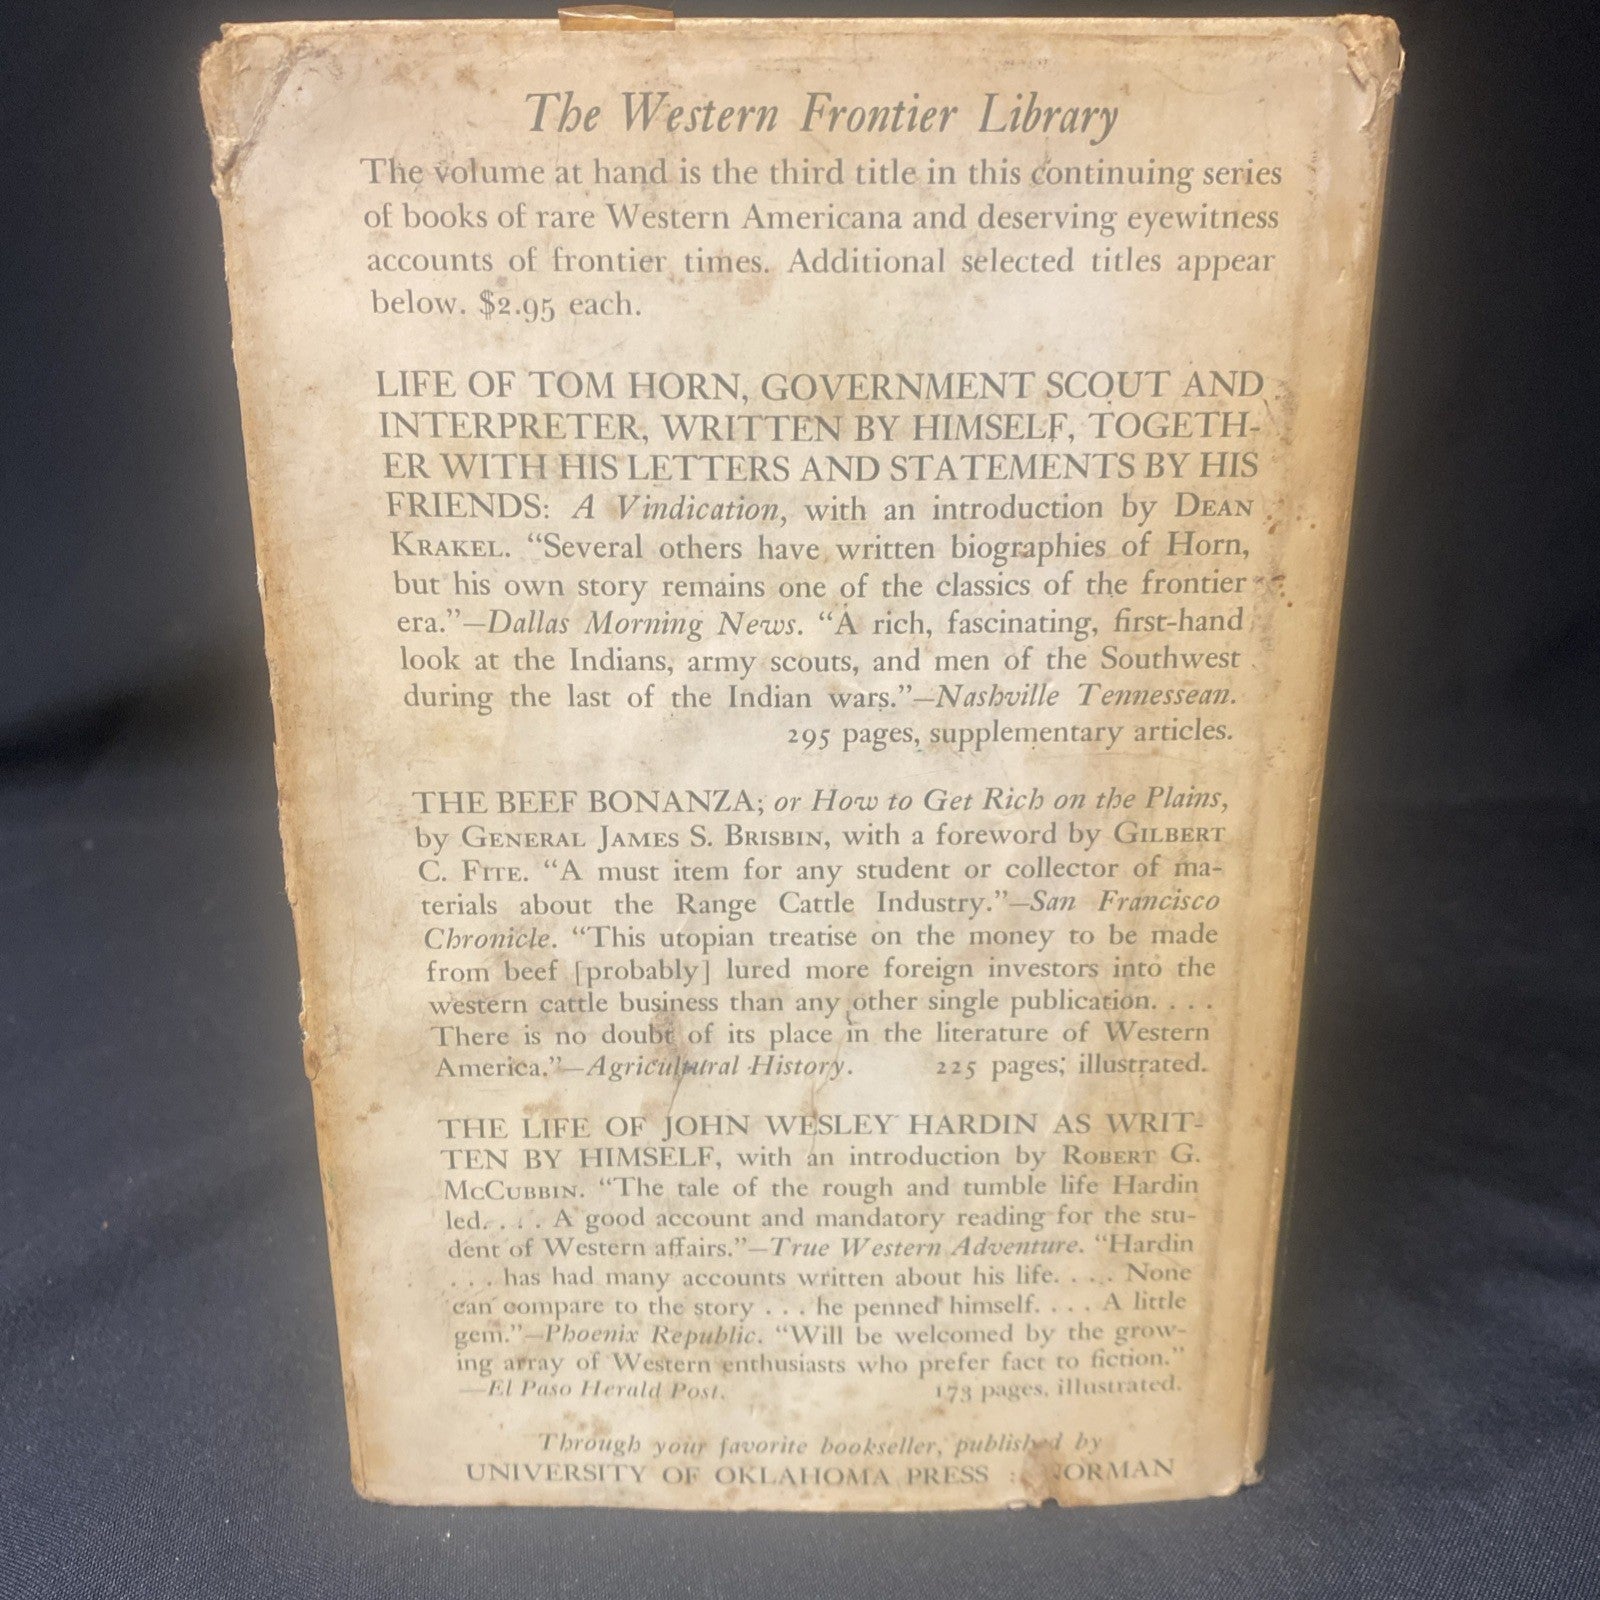 The Western Frontier Library
The volume at hand is the third title in this continuing series
of books of rare Western Americana and deserving eyewitness
accounts of frontier times. Additional selected titles appear
below. $2.95 each.
LIFE OF TOM HORN, GOVERNMENT SCOUT AND
INTERPRETER, WRITTEN BY HIMSELF, TOGETH-
ER WITH HIS LETTERS AND STATEMENTS BY HIS
FRIENDS: A Vindication, with an introduction by DEAN
KRAKEL. “Several others have written biographies of Horn,
but his own story remains one of the classics of the frontier
era.”—Dallas Morning News. “A rich, fascinating, first-hand
look at the Indians, army scouts, and men of the Southwest
during the last of the Indian wars.”—Nashville Tennessean.
295 pages, supplementary articles.
THE BEEF BONANZA; or How to Get Rich on the Plains,
by GENERAL JAMES S. BRISBIN, with a foreword by GILBERT
C. FITE. “A must item for any student or collector of ma-
terials about the Range Cattle Industry.”—San Francisco
Chronicle. “This utopian treatise on the money to be made
from beef [probably] lured more foreign investors into the
western cattle business than any other single publication. . . .
There is no doubt of its place in the literature of Western
America.”—Agricultural History. 225 pages, illustrated.
THE LIFE OF JOHN WESLEY HARDIN AS WRIT-
TEN BY HIMSELF, with an introduction by ROBERT G.
MCCUBBIN. “The tale of the rough and tumble life Hardin
led. . . . A good account and mandatory reading for the stu-
dent of Western affairs.”—True Western Adventure. “Hardin
. . . has had many accounts written about his life. . . . None
can compare to the story . . . he penned himself. . . . A little
gem.”—Phoenix Republic. “Will be welcomed by the grow-
ing array of Western enthusiasts who prefer fact to fiction.”
—El Paso Herald Post. 173 pages, illustrated.
Through your favorite bookseller, published by
UNIVERSITY OF OKLAHOMA PRESS : NORMAN